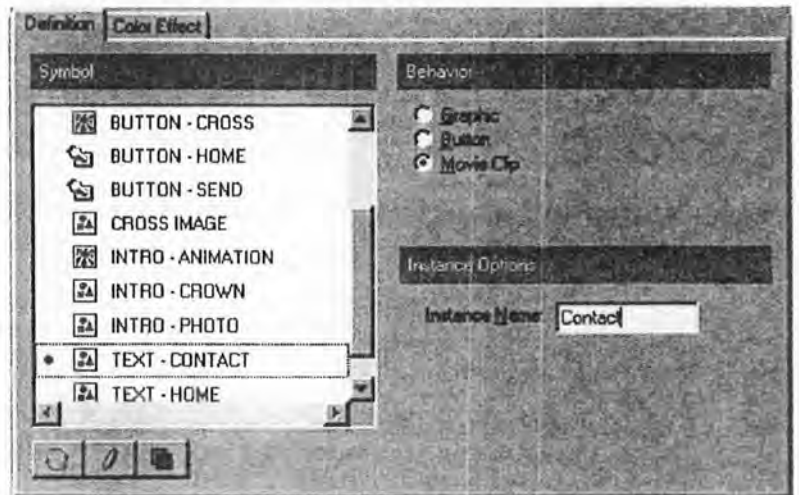 Definition
Color Effect
Symbol
BUTTON - CROSS
BUTTON - HOME
BUTTON - SEND
CROSS IMAGE
INTRO - ANIMATION
INTRO - CROWN
INTRO - PHOTO
TEXT - CONTACT
TEXT - HOME
Behavior
Graphic
Button
Movie Clip
Instance Options
Instance Name: Contact